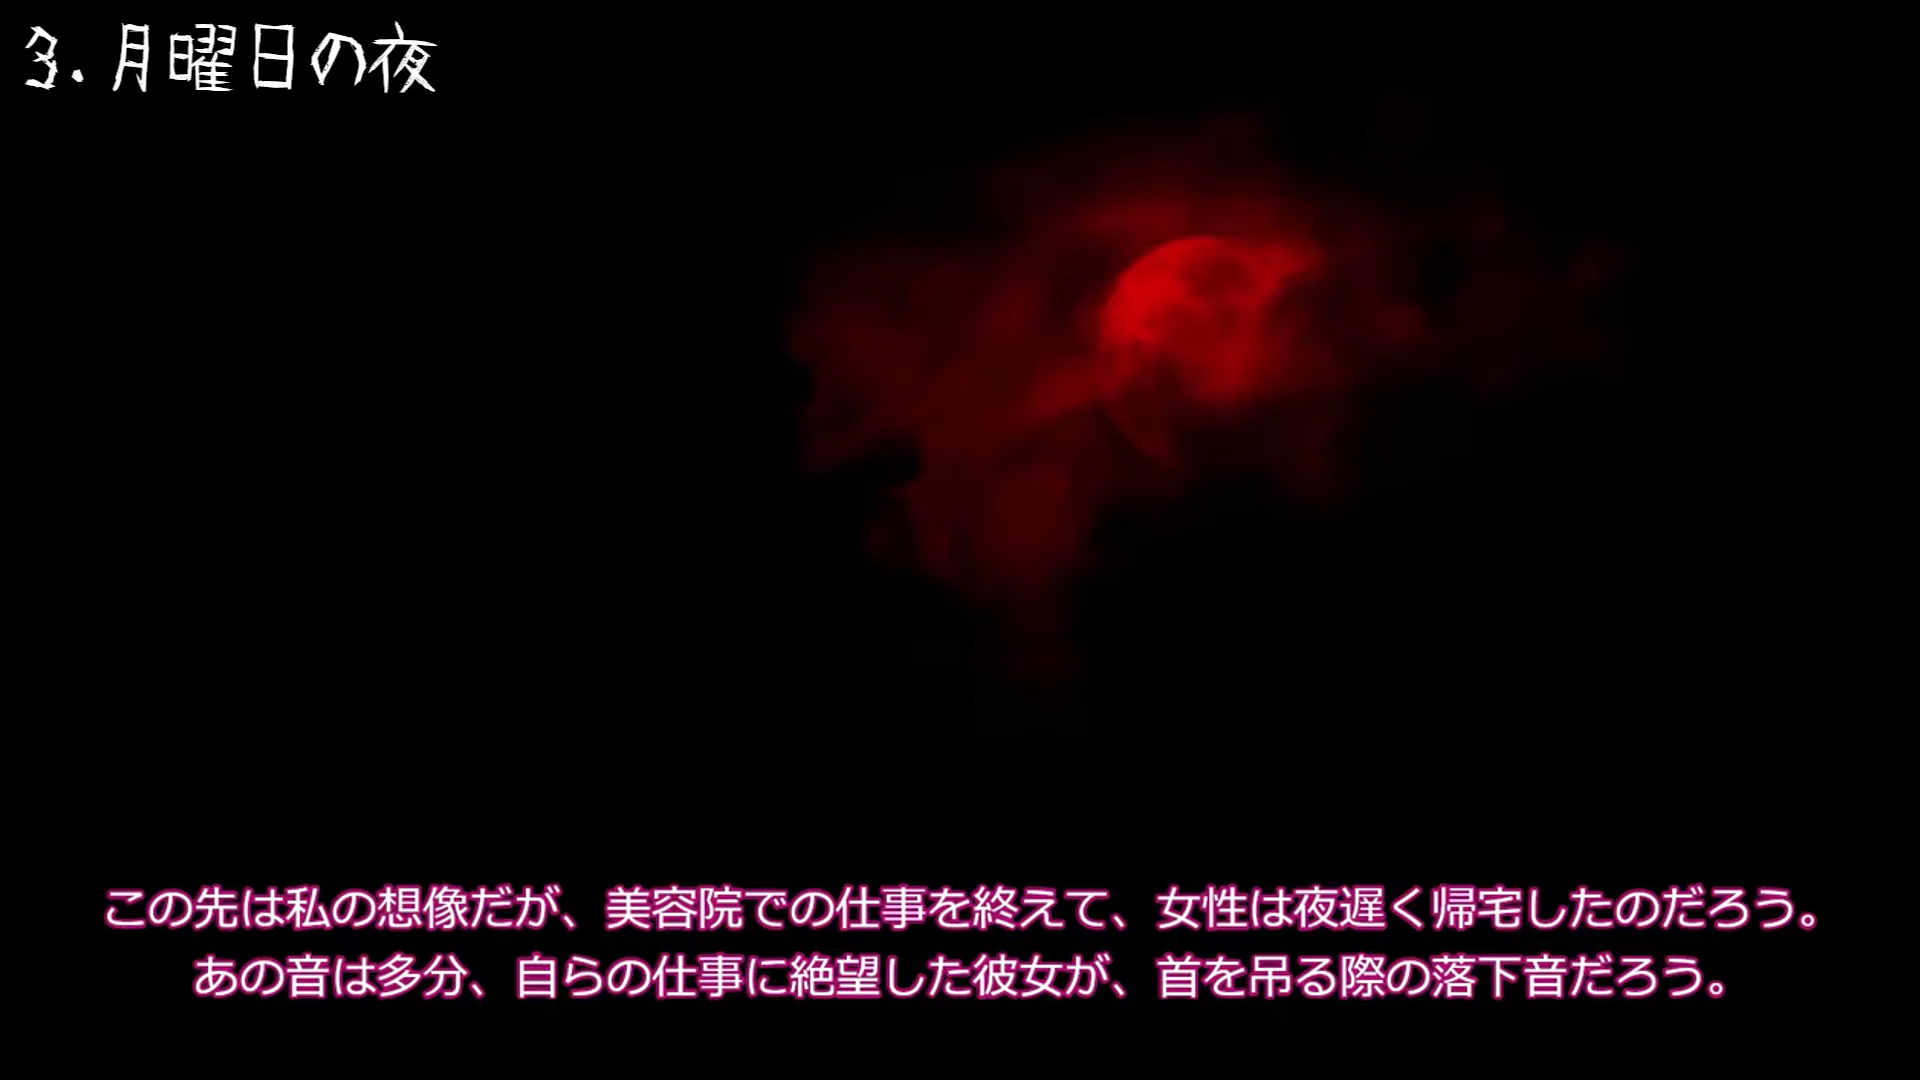 3.月曜日の夜
この先は私の想像だが、美容院での仕事を終えて、女性は夜遅く帰宅したのだろう。
あの音は多分、自らの仕事に絶望した彼女が、首を吊る際の落下音だろう。